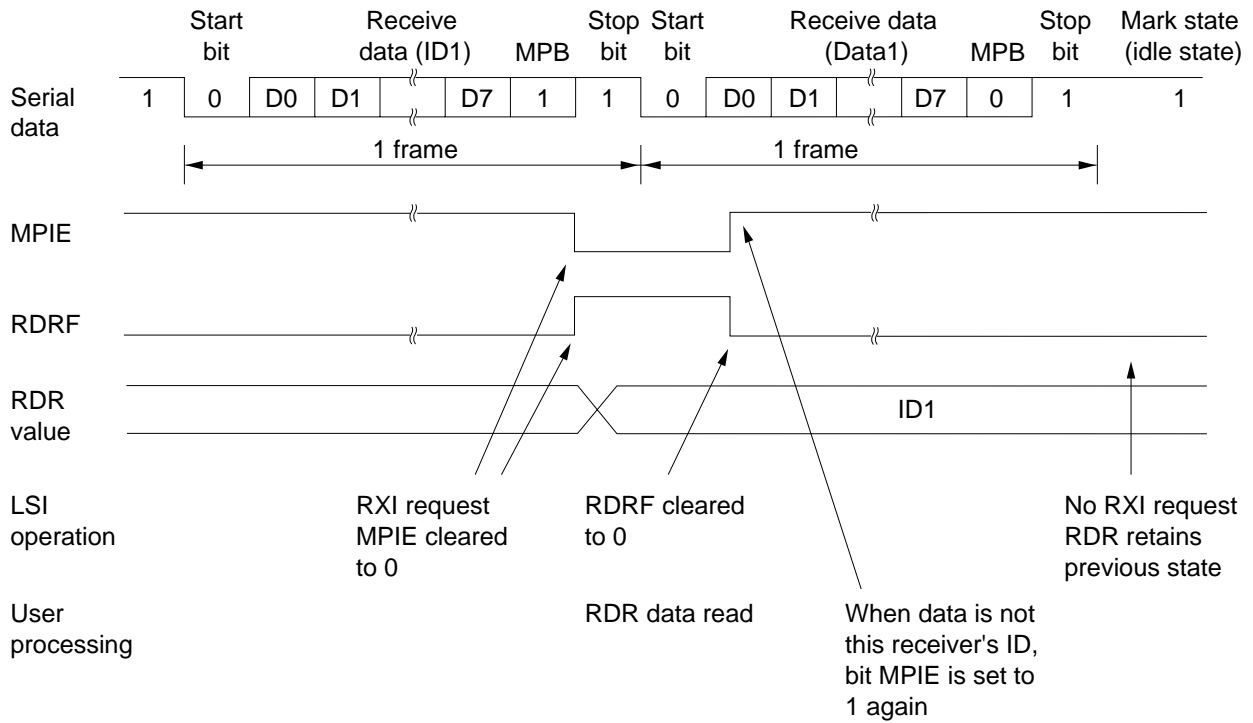 Start
bit
Receive
data (ID1)
MPB
Stop
bit
Start
bit
Receive data
(Data1)
MPB
Stop
bit
Mark state
(idle state)
Serial
data
1 0 D0 D1 D7 1 1 0 D0 D1 D7 0 1 1
1 frame 1 frame
MPIE
RDRF
RDR
value
ID1
LSI
operation
RXI request
MPIE cleared
to 0
RDRF cleared
to 0
No RXI request
RDR retains
previous state
User
processing
RDR data read
When data is not
this receiver's ID,
bit MPIE is set to
1 again